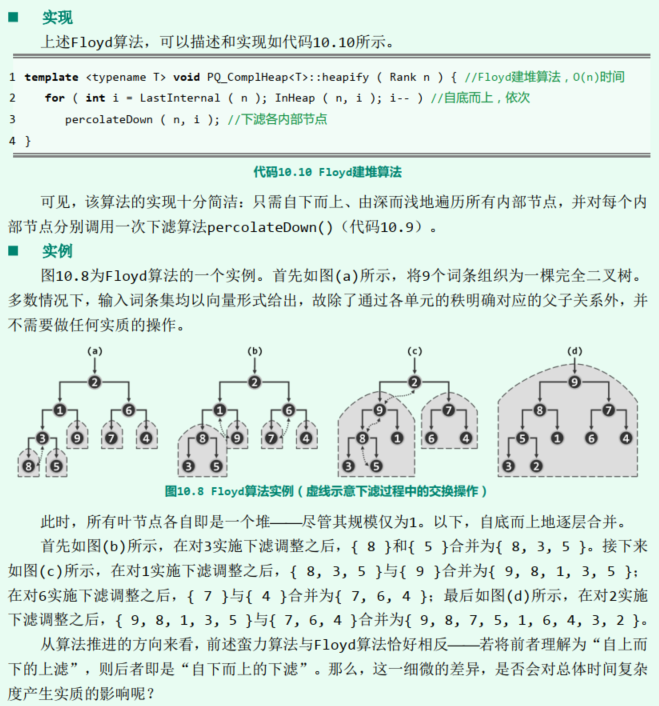 ■ 实现
上述Floyd算法，可以描述和实现如代码10.10所示。
1 template <typename T> void PQ_ComplHeap<T>::heapify ( Rank n ) { //Floyd建堆算法，O(n)时间
2 for ( int i = LastInternal ( n ); InHeap ( n, i ); i-- ) //自底而上，依次
3 percolateDown ( n, i ); //下滤各内部节点
4 }
代码10.10 Floyd建堆算法
可见，该算法的实现十分简洁：只需自下而上、由深而浅地遍历所有内部节点，并对每个内
部节点分别调用一次下滤算法percolateDown()（代码10.9）。
■ 实例
图10.8为Floyd算法的一个实例。首先如图(a)所示，将9个词条组织为一棵完全二叉树。
多数情况下，输入词条集均以向量形式给出，故除了通过各单元的秩明确对应的父子关系外，并
不需要做任何实质的操作。
(a) (b) (c) (d)
2 2 2 9
1 6 1 6 9 7 8 7
3 9 7 4 8 9 7 4 8 1 6 4 5 1 6 4
8 5 3 5 3 5 3 2
图10.8 Floyd算法实例（虚线示意下滤过程中的交换操作）
此时，所有叶节点各自即是一个堆——尽管其规模仅为1。以下，自底而上地逐层合并。
首先如图(b)所示，在对3实施下滤调整之后，{ 8 }和{ 5 }合并为{ 8, 3, 5 }。接下来
如图(c)所示，在对1实施下滤调整之后，{ 8, 3, 5 }与{ 9 }合并为{ 9, 8, 1, 3, 5 }；
在对6实施下滤调整之后，{ 7 }与{ 4 }合并为{ 7, 6, 4 }；最后如图(d)所示，在对2实施
下滤调整之后，{ 9, 8, 1, 3, 5 }与{ 7, 6, 4 }合并为{ 9, 8, 7, 5, 1, 6, 4, 3, 2 }。
从算法推进的方向来看，前述蛮力算法与Floyd算法恰好相反——若将前者理解为“自上而
下的上滤”，则后者即是“自下而上的下滤”。那么，这一细微的差异，是否会对总体时间复杂
度产生实质的影响呢？